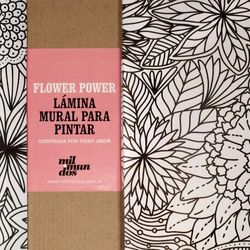 FLOWER POWER
LÁMINA
MURAL PARA
PINTAR
ILUSTRADA POR VICKY AMOR
mil
mun
dos